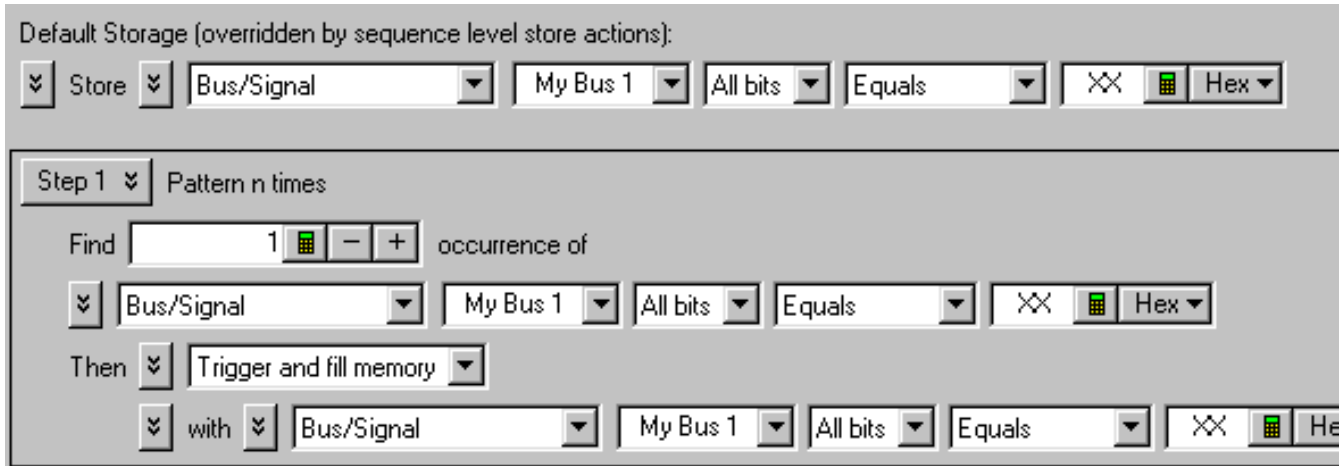 Default Storage (overridden by sequence level store actions):
Store Bus/Signal My Bus 1 All bits Equals XX Hex
Step 1 Pattern n times
Find 1 - + occurrence of
Bus/Signal My Bus 1 All bits Equals XX Hex
Then Trigger and fill memory
with Bus/Signal My Bus 1 All bits Equals XX He